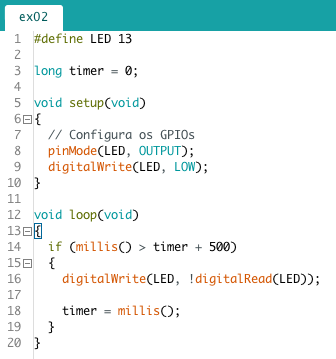 ex02
1 #define LED 13
2
3 long timer = 0;
4
5 void setup(void)
6 {
7   // Configura os GPIOs
8   pinMode(LED, OUTPUT);
9   digitalWrite(LED, LOW);
10 }
11
12 void loop(void)
13 {
14   if (millis() > timer + 500)
15   {
16     digitalWrite(LED, !digitalRead(LED));
17
18     timer = millis();
19   }
20 }